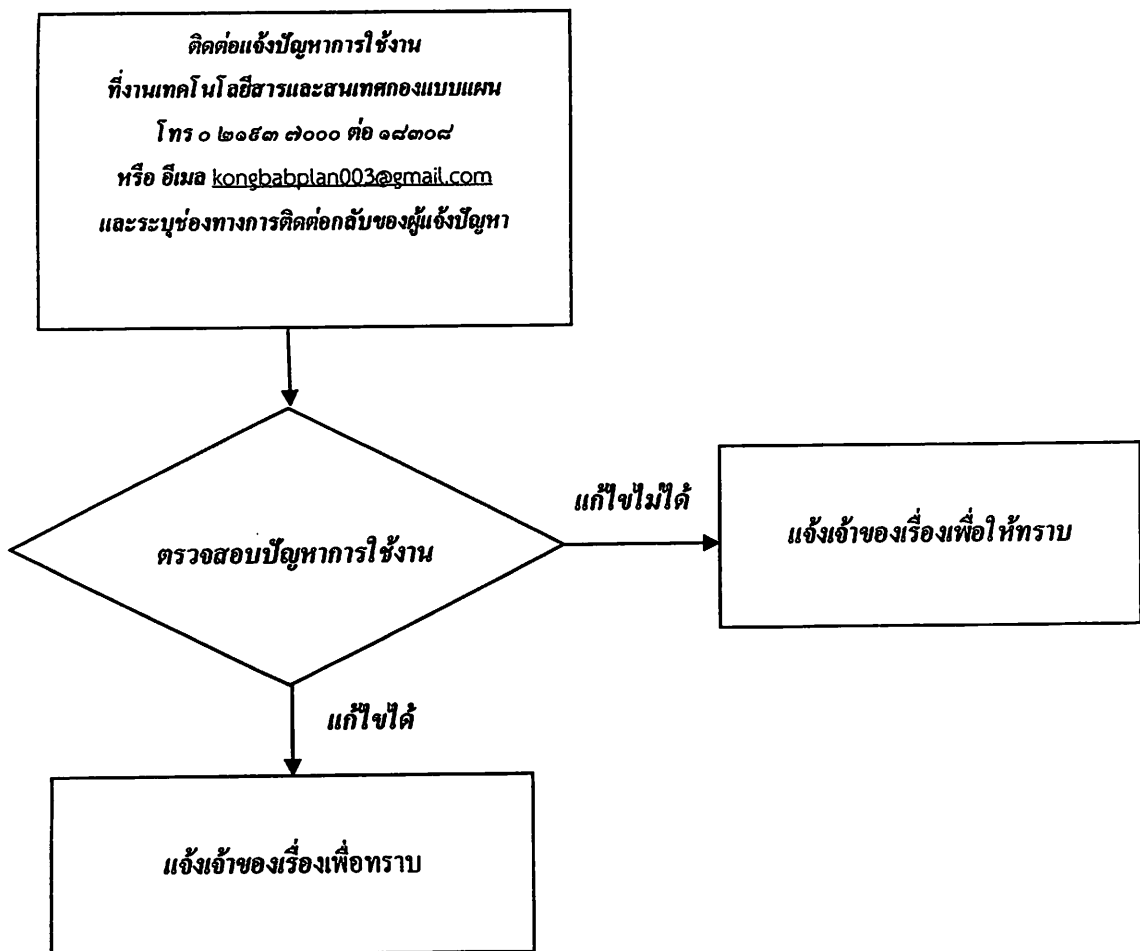 ติดต่อแจ้งปัญหาการใช้งาน
ที่งานเทคโนโลยีสารและสนเทศกองแบบแผน
โทร ๐ ๒๑๙๓ ๗๐๐๐ ต่อ ๑๘๓๐๘
หรือ อีเมล kongbabplan003@gmail.com
และระบุช่องทางการติดต่อกลับของผู้แจ้งปัญหา
ตรวจสอบปัญหาการใช้งาน
แก้ไขไม่ได้
แจ้งเจ้าของเรื่องเพื่อให้ทราบ
แก้ไขได้
แจ้งเจ้าของเรื่องเพื่อทราบ